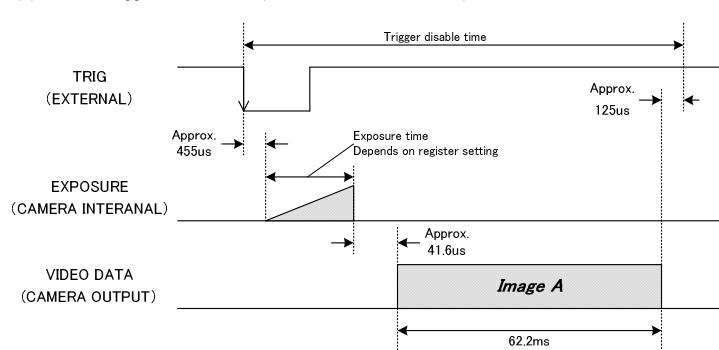 Trigger disable time
TRIG
(EXTERNAL)
Approx.
125us
Approx.
455us
Exposure time
Depends on register setting
EXPOSURE
(CAMERA INTERANAL)
Approx.
41.6us
VIDEO DATA
(CAMERA OUTPUT)
Image A
62.2ms